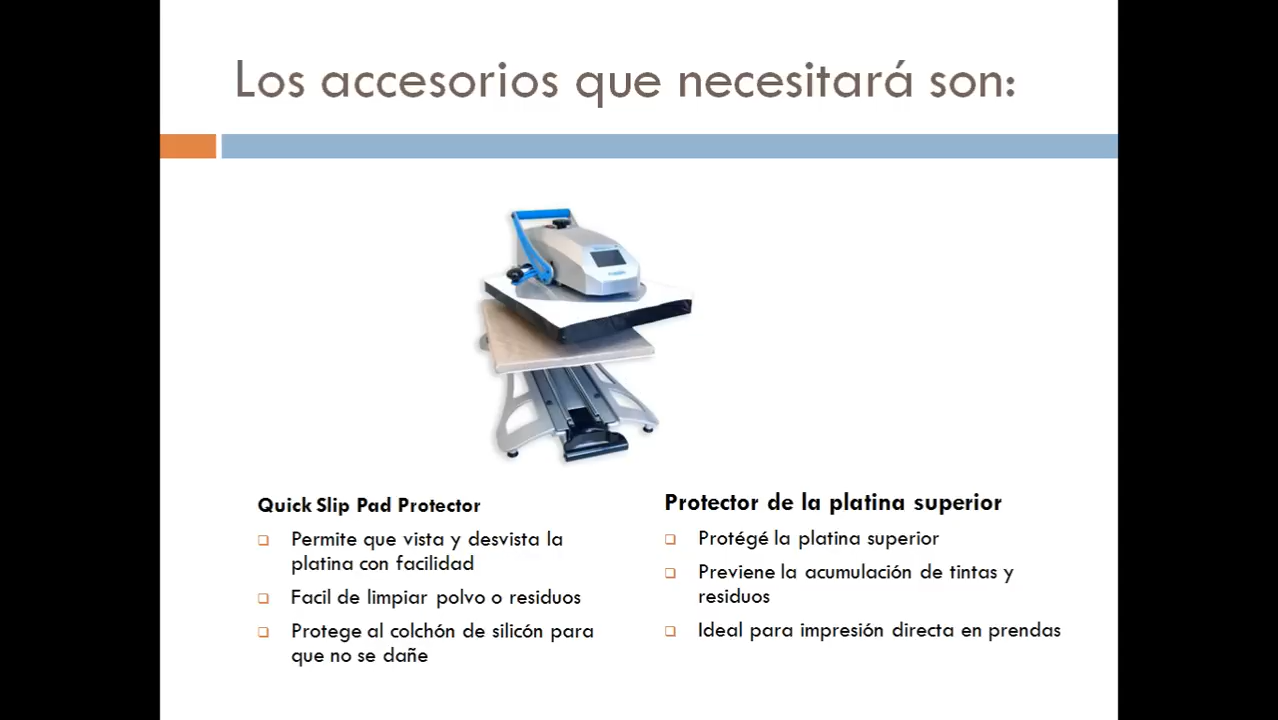 Los accesorios que necesitará son:
Quick Slip Pad Protector
Permite que vista y desvista la
platina con facilidad
Facil de limpiar polvo o residuos
Protege al colchón de silicón para
que no se dañe
Protector de la platina superior
Protégé la platina superior
Previene la acumulación de tintas y
residuos
Ideal para impresión directa en prendas